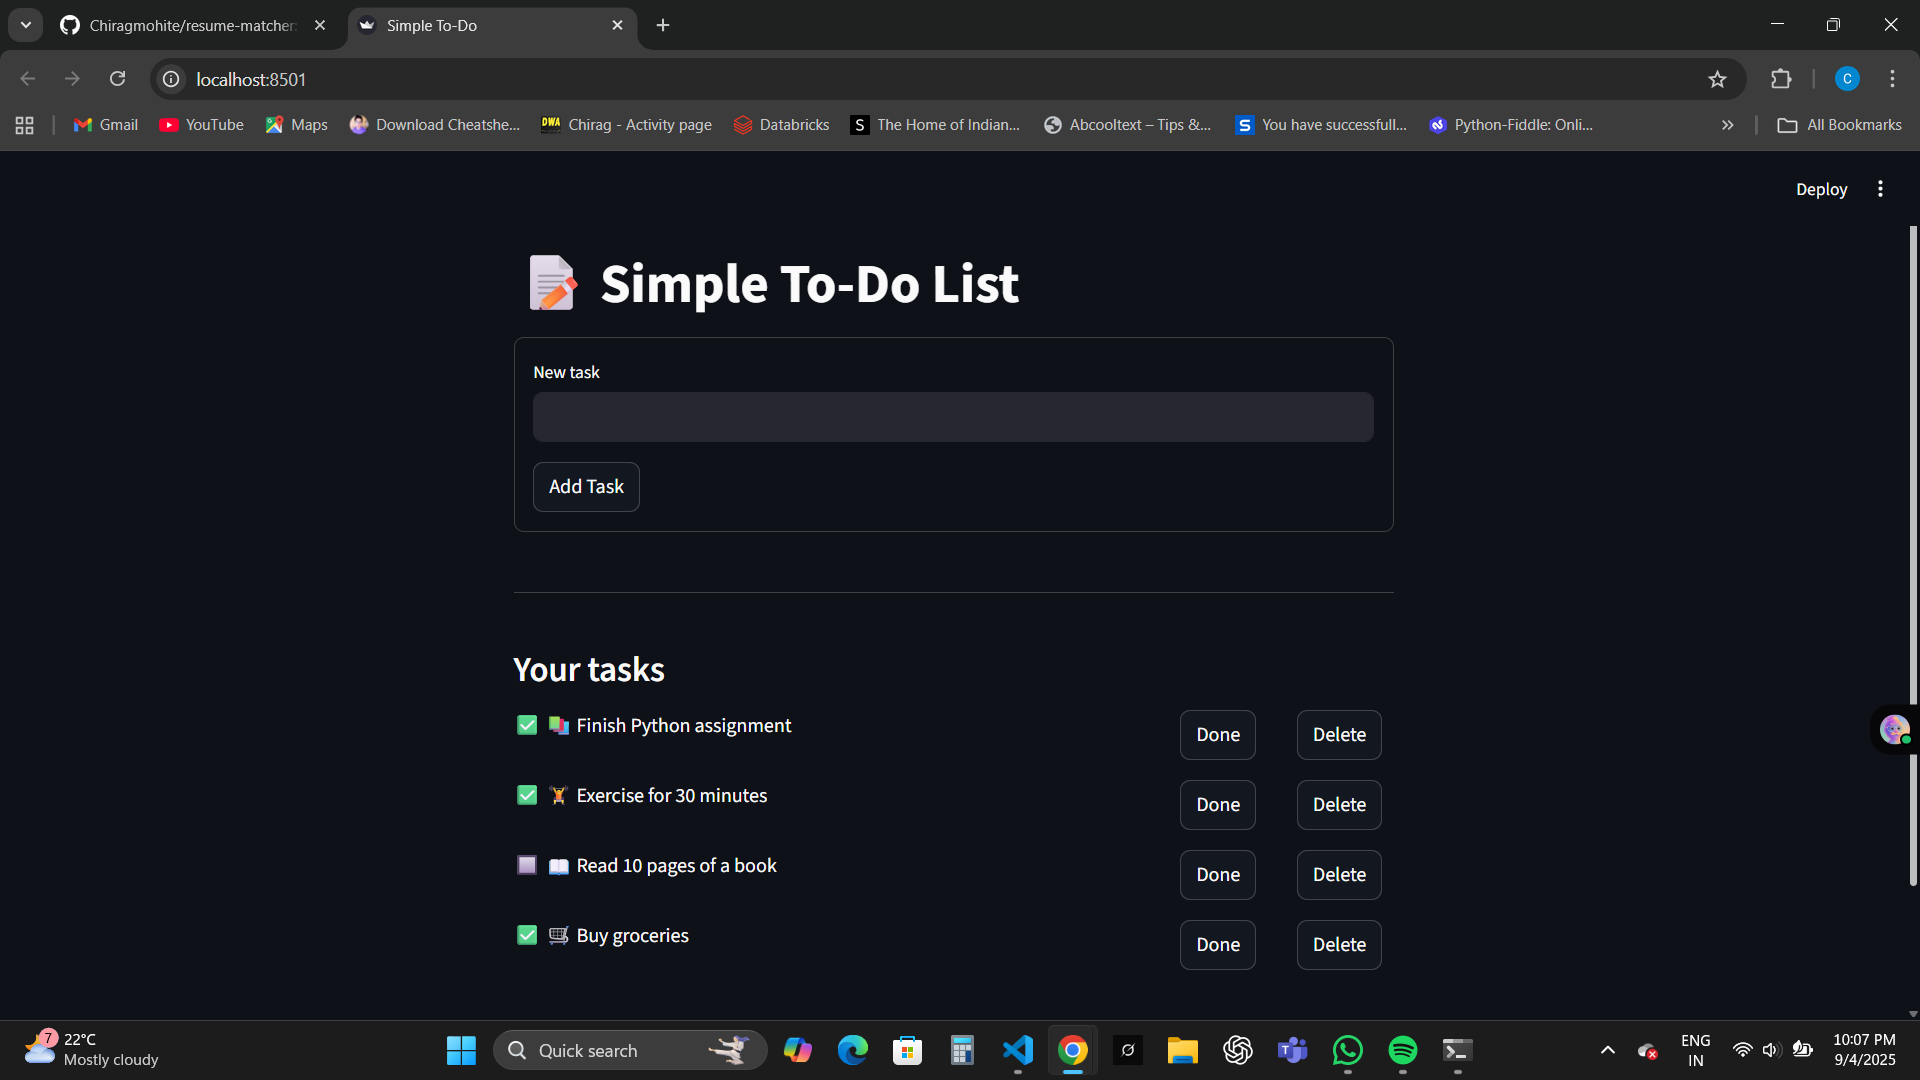 Chiragmohite/resume-matcher:
Simple To-Do
localhost:8501
C
Gmail
YouTube
Maps
Download Cheatshe...
DWA
Chirag - Activity page
Databricks
S
The Home of Indian...
Abcooltext – Tips &...
S
You have successfull...
Python-Fiddle: Onli...
All Bookmarks
Deploy
Simple To-Do List
New task
Add Task
Your tasks
Finish Python assignment
Done
Delete
Exercise for 30 minutes
Done
Delete
Read 10 pages of a book
Done
Delete
Buy groceries
Done
Delete
7
22°C
Mostly cloudy
Quick search
ENG
IN
10:07 PM
9/4/2025